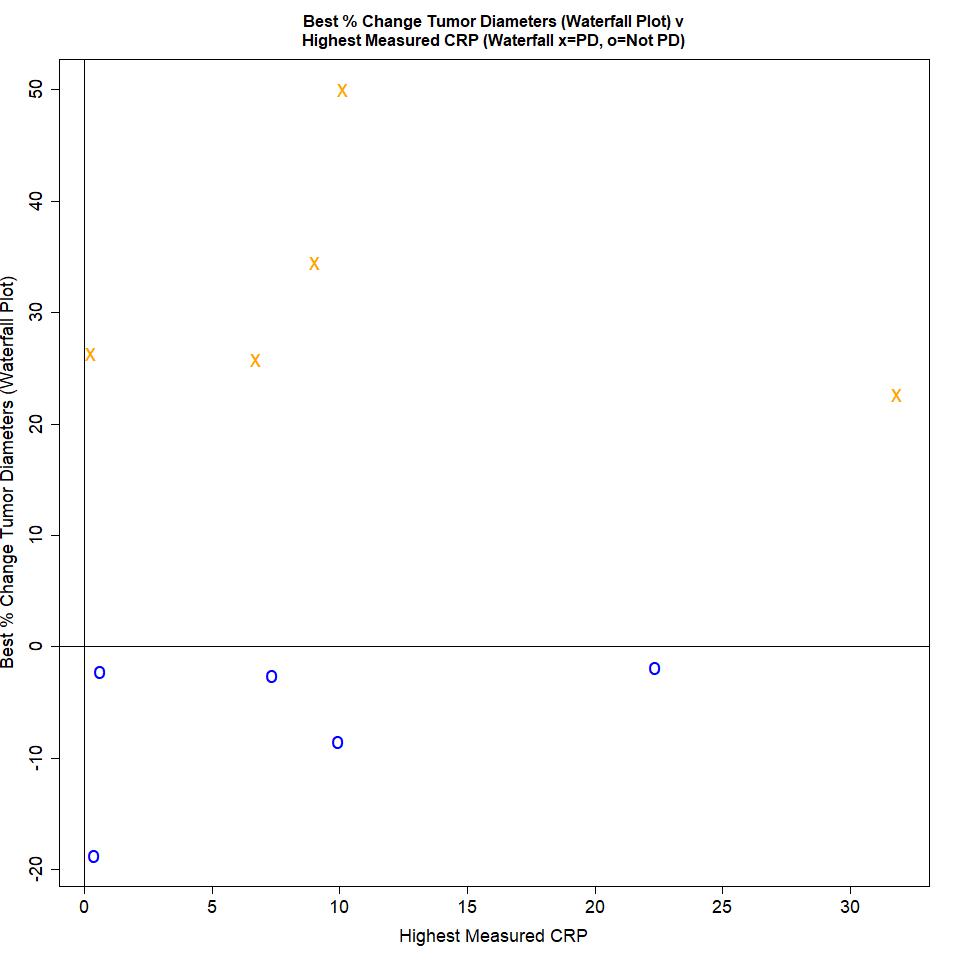 Best % Change Tumor Diameters (Waterfall Plot) v
Highest Measured CRP (Waterfall x=PD, o=Not PD)
Best % Change Tumor Diameters (Waterfall Plot)
50
40
30
20
10
0
-10
-20
X
X
X
X
X
O
O
O
O
O
0 5 10 15 20 25 30
Highest Measured CRP